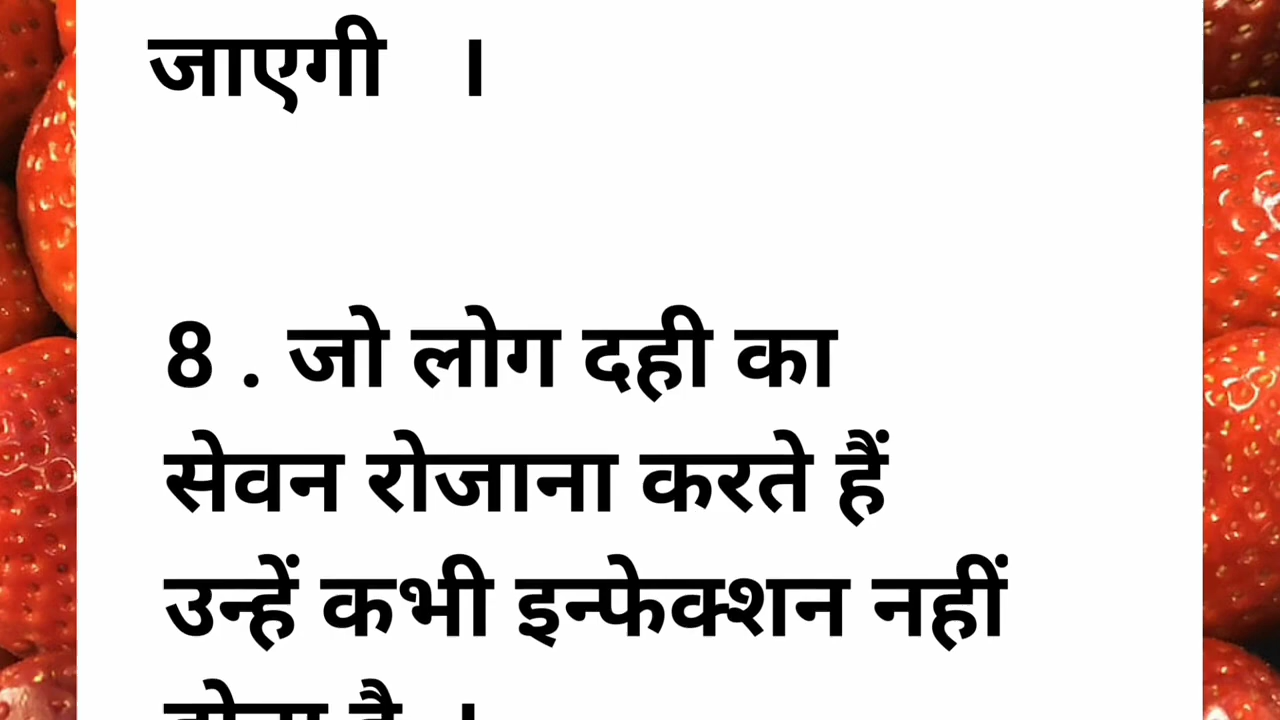 जाएगी ।
8 . जो लोग दही का
सेवन रोजाना करते हैं
उन्हें कभी इन्फेक्शन नहीं